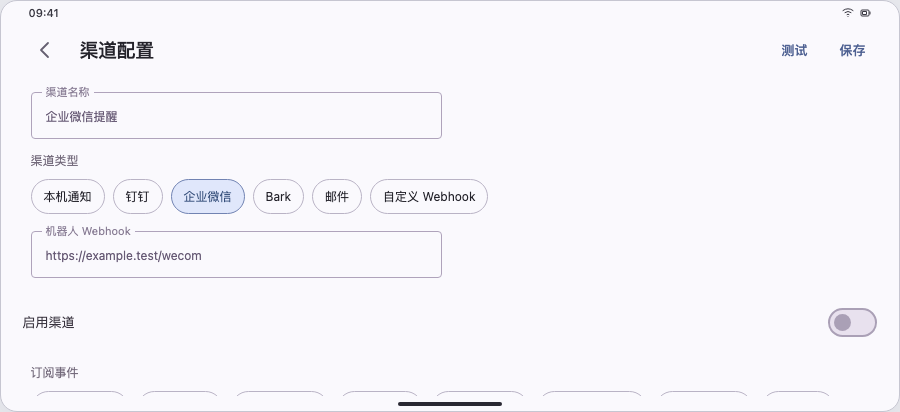 09:41
渠道配置
测试
保存
渠道名称
企业微信提醒
渠道类型
本机通知
钉钉
企业微信
Bark
邮件
自定义 Webhook
机器人 Webhook
https://example.test/wecom
启用渠道
订阅事件